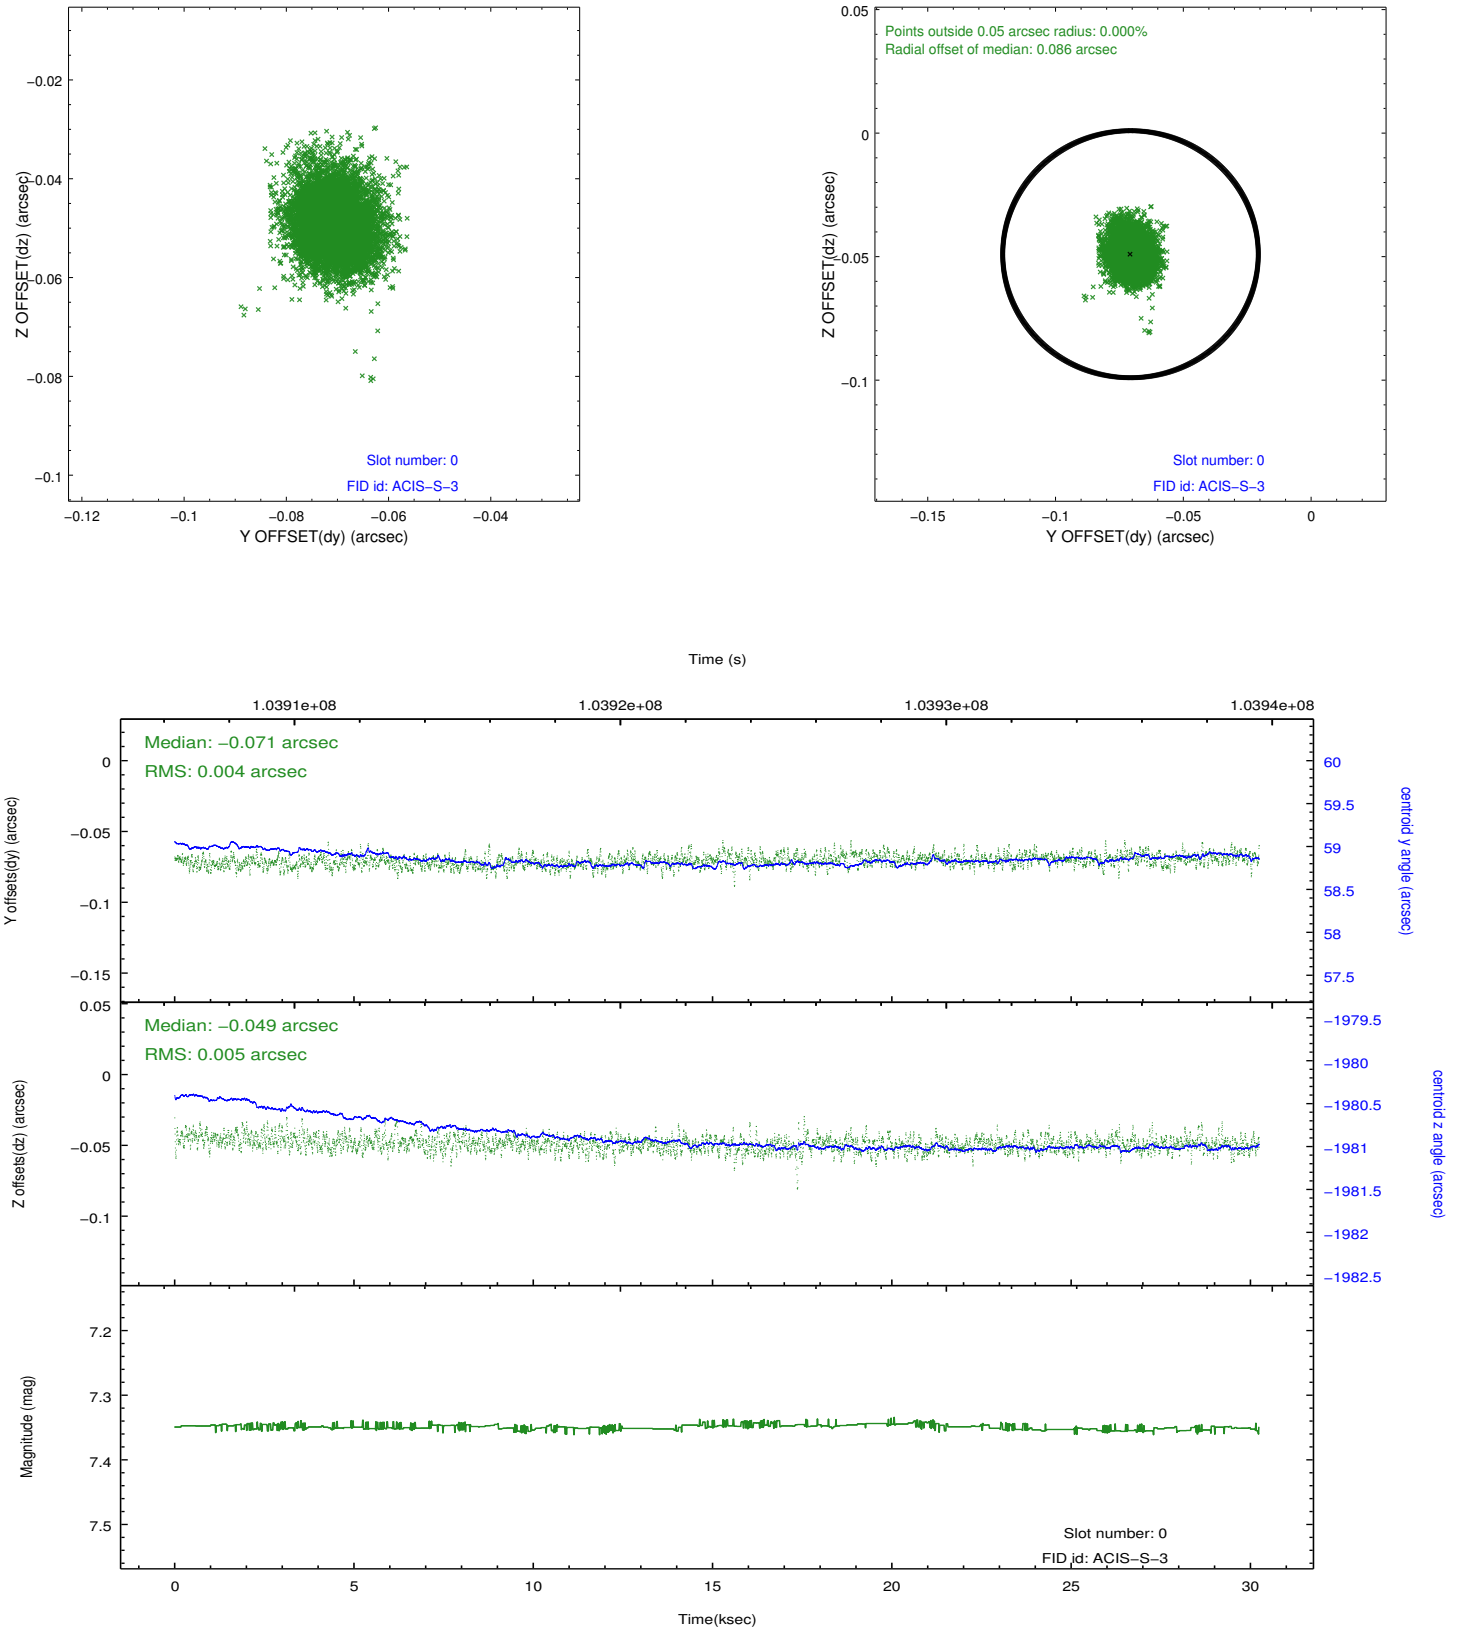 −0.02
−0.04
−0.06
−0.08
−0.1
Z OFFSET(dz) (arcsec)
Slot number: 0
FID id: ACIS−S−3
−0.12
−0.1
−0.08
−0.06
−0.04
Y OFFSET(dy) (arcsec)
0.05
0
−0.05
−0.1
Z OFFSET(dz) (arcsec)
Points outside 0.05 arcsec radius: 0.000%
Radial offset of median: 0.086 arcsec
Slot number: 0
FID id: ACIS−S−3
−0.15
−0.1
−0.05
0
Y OFFSET(dy) (arcsec)
Time (s)
1.0391e+08
1.0392e+08
1.0393e+08
1.0394e+08
Median: −0.071 arcsec
RMS: 0.004 arcsec
0
−0.05
−0.1
−0.15
Y offsets(dy) (arcsec)
60
59.5
59
58.5
58
57.5
centroid y angle (arcsec)
Median: −0.049 arcsec
RMS: 0.005 arcsec
0.05
0
−0.05
−0.1
Z offsets(dz) (arcsec)
−1979.5
−1980
−1980.5
−1981
−1981.5
−1982
−1982.5
centroid z angle (arcsec)
7.2
7.3
7.4
7.5
Magnitude (mag)
Slot number: 0
FID id: ACIS−S−3
0
5
10
15
20
25
30
Time(ksec)